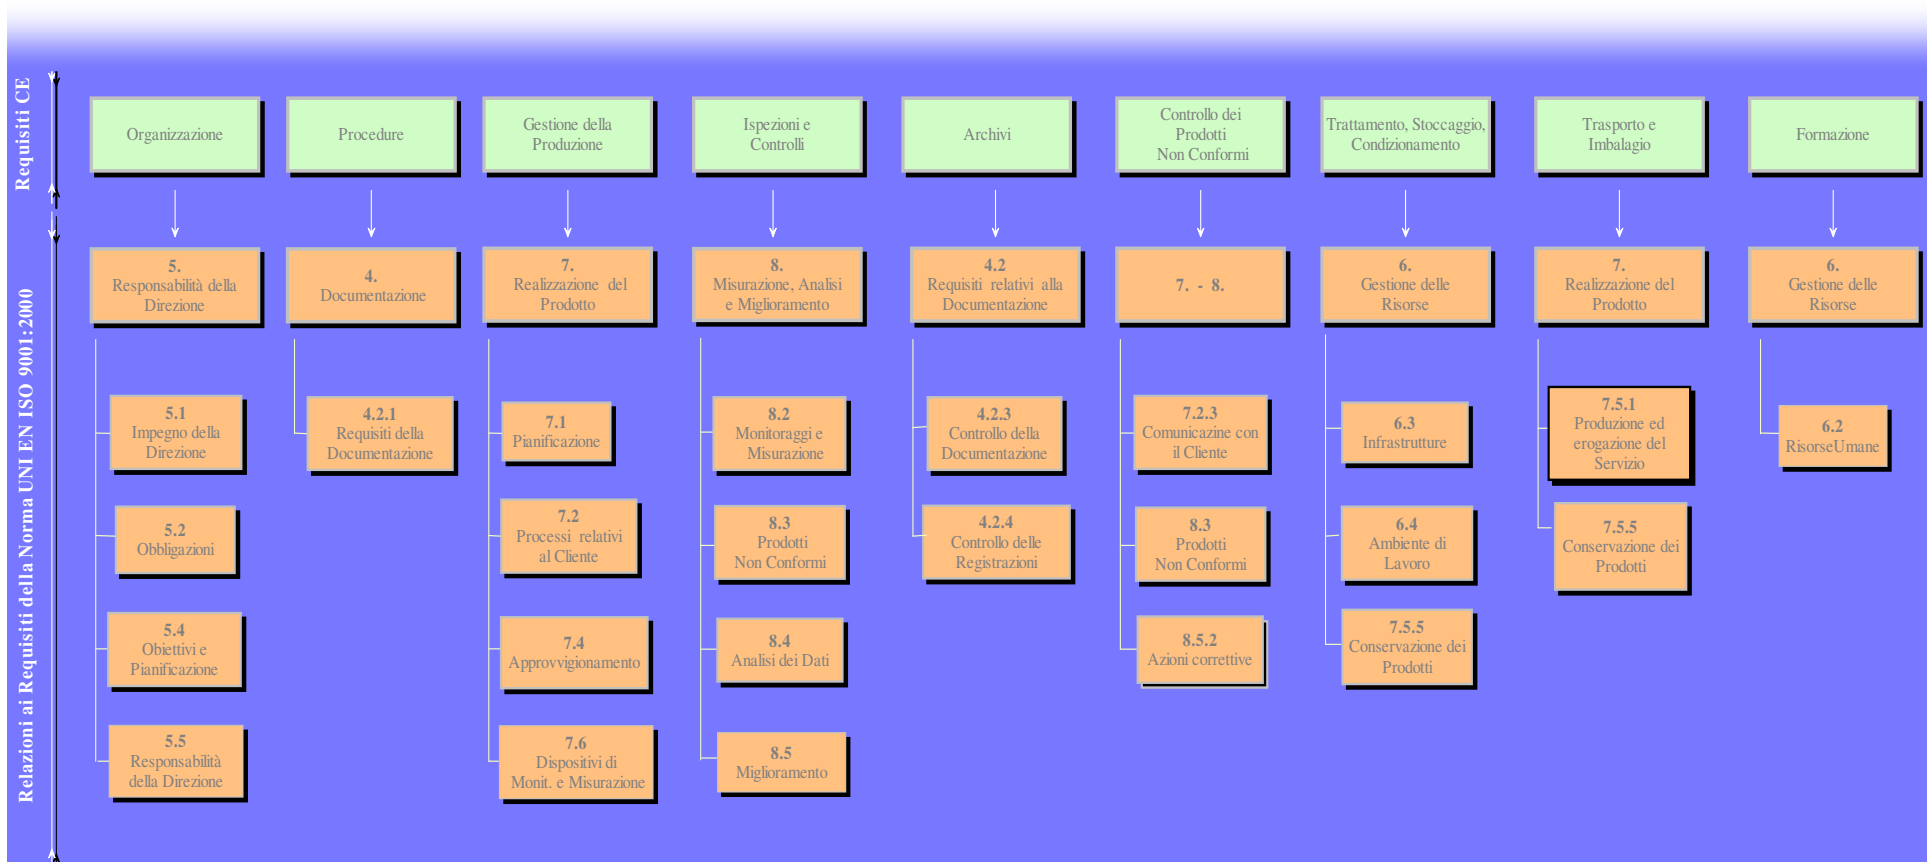 Requisiti CE
Organizzazione
Procedure
Gestione della
Produzione
Ispezioni e
Controlli
Archivi
Controllo dei
Prodotti
Non Conformi
Trattamento, Stoccaggio,
Condizionamento
Trasporto e
Imbalagio
Formazione
Relazioni ai Requisiti della Norma UNI EN ISO 9001:2000
5.
Responsabilità della
Direzione
4.
Documentazione
7.
Realizzazione del
Prodotto
8.
Misurazione, Analisi
e Miglioramento
4.2
Requisiti relativi alla
Documentazione
7. - 8.
6.
Gestione delle
Risorse
7.
Realizzazione del
Prodotto
6.
Gestione delle
Risorse
5.1
Impegno della
Direzione
5.2
Obbligazioni
5.4
Obiettivi e
Pianificazione
5.5
Responsabilità
della Direzione
4.2.1
Requisiti della
Documentazione
7.1
Pianificazione
7.2
Processi relativi
al Cliente
7.4
Approvvigionamento
7.6
Dispositivi di
Monit. e Misurazione
8.2
Monitoraggi e
Misurazione
8.3
Prodotti
Non Conformi
8.4
Analisi dei Dati
8.5
Miglioramento
4.2.3
Controllo della
Documentazione
4.2.4
Controllo delle
Registrazioni
7.2.3
Comunicazine con
il Cliente
8.3
Prodotti
Non Conformi
8.5.2
Azioni correttive
6.3
Infrastrutture
6.4
Ambiente di
Lavoro
7.5.5
Conservazione dei
Prodotti
7.5.1
Produzione ed
erogazione del
Servizio
7.5.5
Conservazione dei
Prodotti
6.2
RisorseUmane